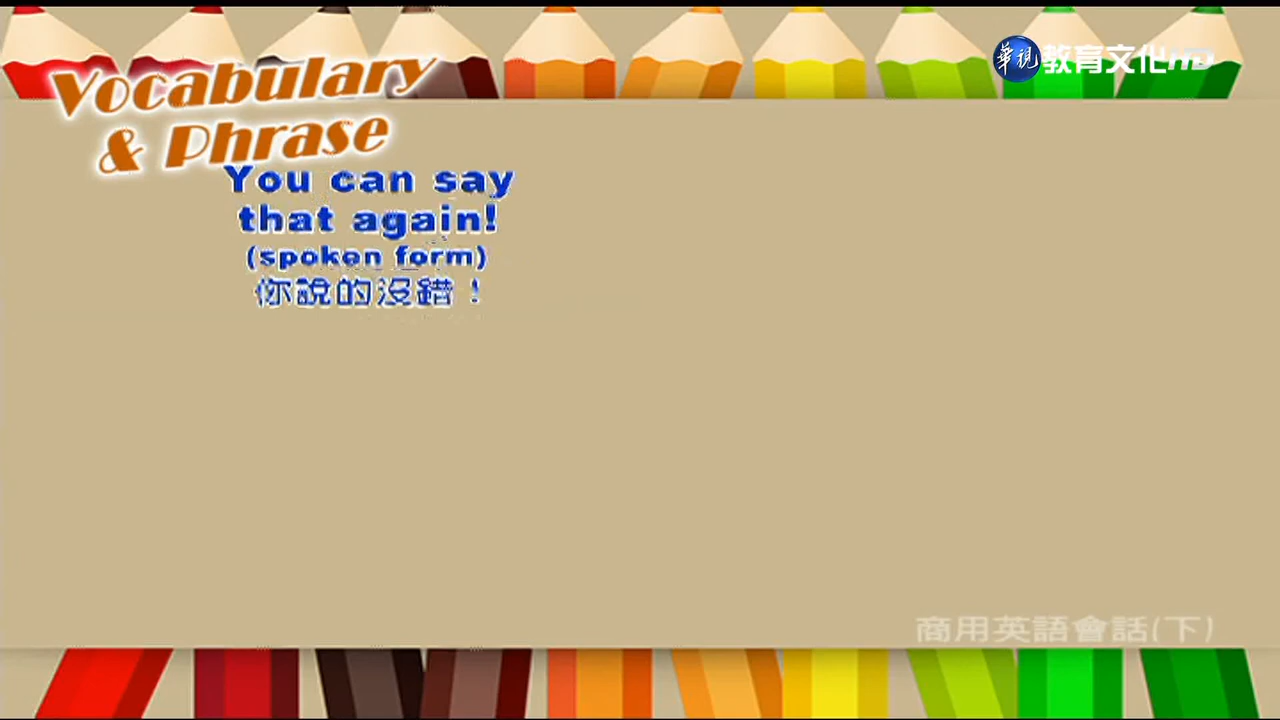 華視 教育文化HD
Vocabulary
& Phrase
You can say
that again!
(spoken form)
你說的沒錯！
商用英語會話(下)